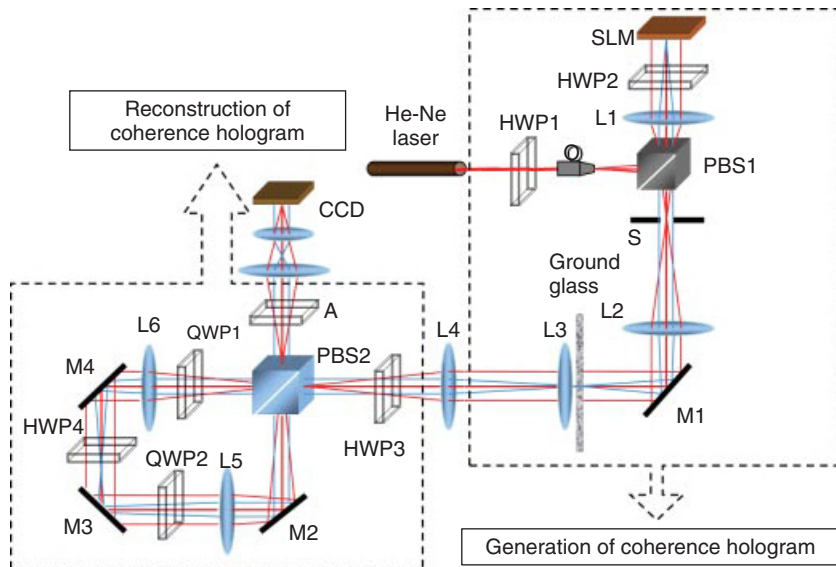 SLM
HWP2
Reconstruction of
coherence hologram
He-Ne
laser
HWP1
L1
PBS1
CCD
S
Ground
glass
A
L2
L6
QWP1
PBS2
L4
L3
M4
M1
HWP4
HWP3
QWP2
L5
M3
M2
Generation of coherence hologram